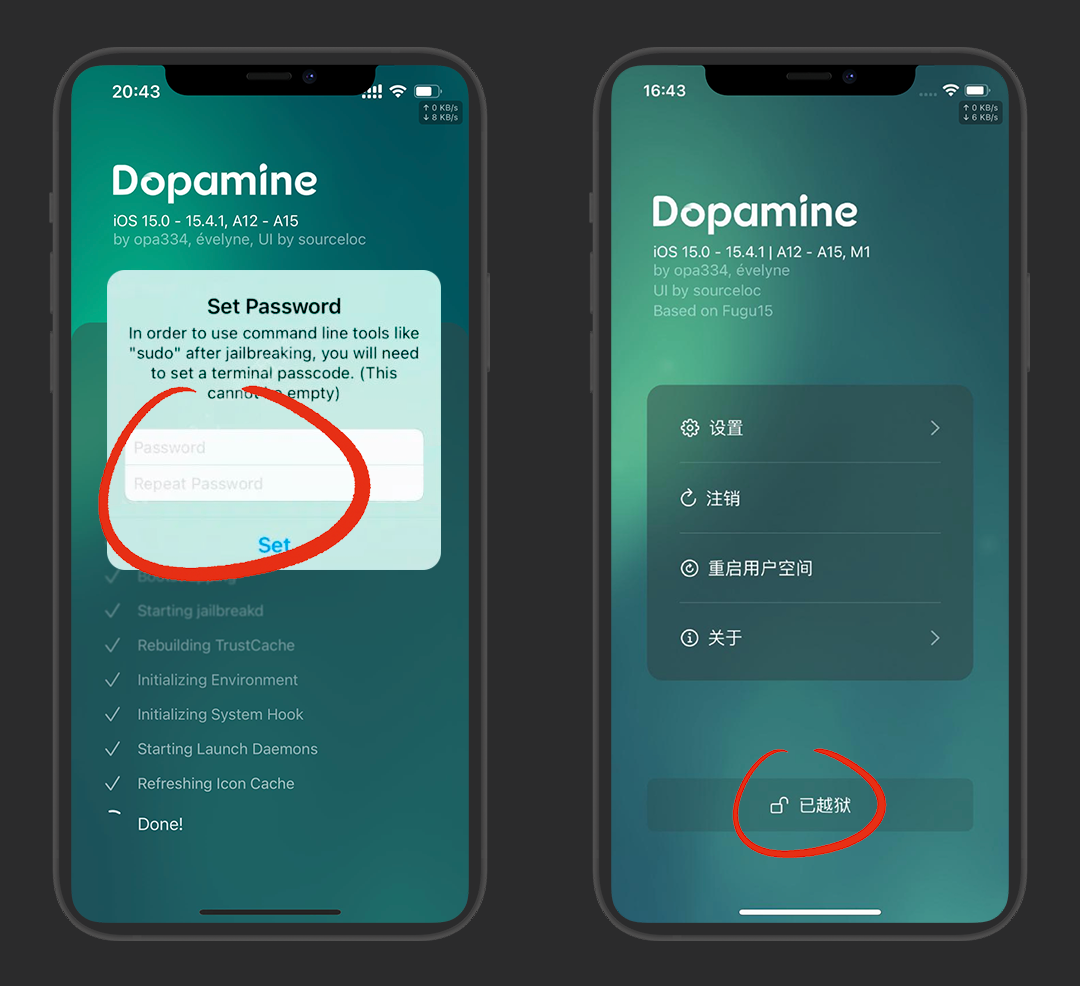 20:43
↑ 0 KB/s
↓ 8 KB/s
Dopamine
iOS 15.0 - 15.4.1, A12 - A15
by opa334, évelyne, UI by sourceloc
Set Password
In order to use command line tools like
"sudo" after jailbreaking, you will need
to set a terminal passcode. (This
cannot be empty)
Password
Repeat Password
Set
Starting jailbreakd
Rebuilding TrustCache
Initializing Environment
Initializing System Hook
Starting Launch Daemons
Refreshing Icon Cache
Done!
16:43
↑ 0 KB/s
↓ 6 KB/s
Dopamine
iOS 15.0 - 15.4.1 | A12 - A15, M1
by opa334, évelyne
UI by sourceloc
Based on Fugu15
设置
注销
重启用户空间
关于
已越狱